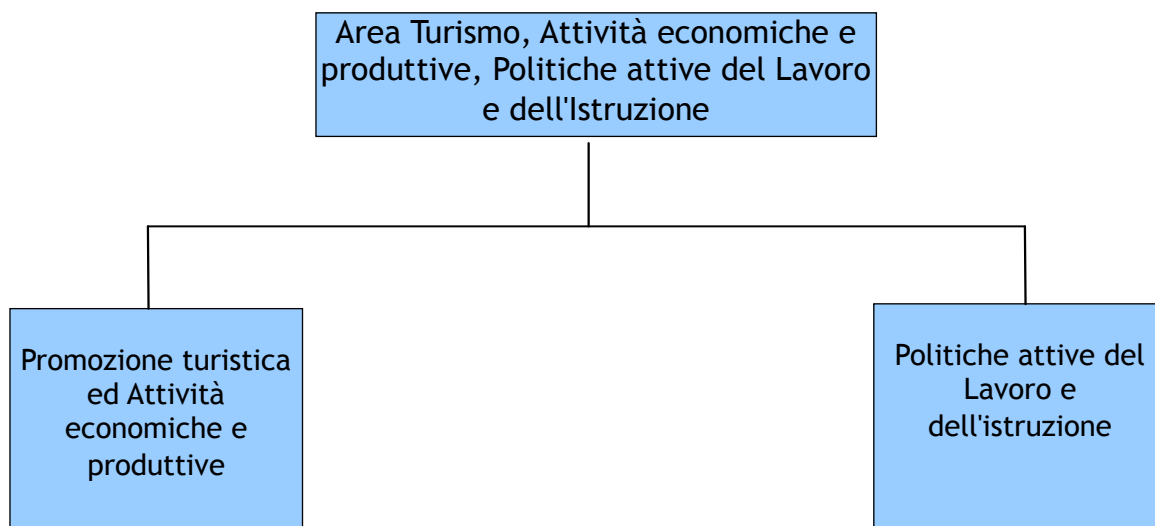 Area Turismo, Attività economiche e
produttive, Politiche attive del Lavoro
e dell'Istruzione
Promozione turistica
ed Attività
economiche e
produttive
Politiche attive del
Lavoro e
dell'istruzione